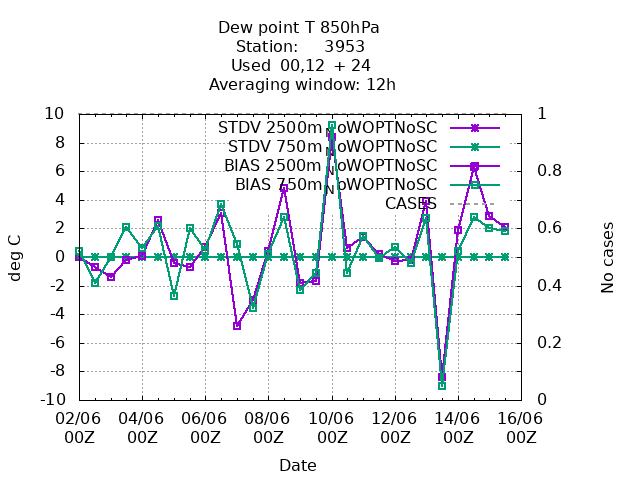 Dew point T 850hPa
Station: 3953
Used 00,12 + 24
Averaging window: 12h
STDV 2500m NoWOPTNoSC
STDV 750m NoWOPTNoSC
BIAS 2500m NoWOPTNoSC
BIAS 750m NoWOPTNoSC
CASES
10
8
6
4
2
0
-2
-4
-6
-8
-10
deg C
1
0.8
0.6
0.4
0.2
0
No cases
02/06 04/06 06/06 08/06 10/06 12/06 14/06 16/06
00Z 00Z 00Z 00Z 00Z 00Z 00Z 00Z
Date